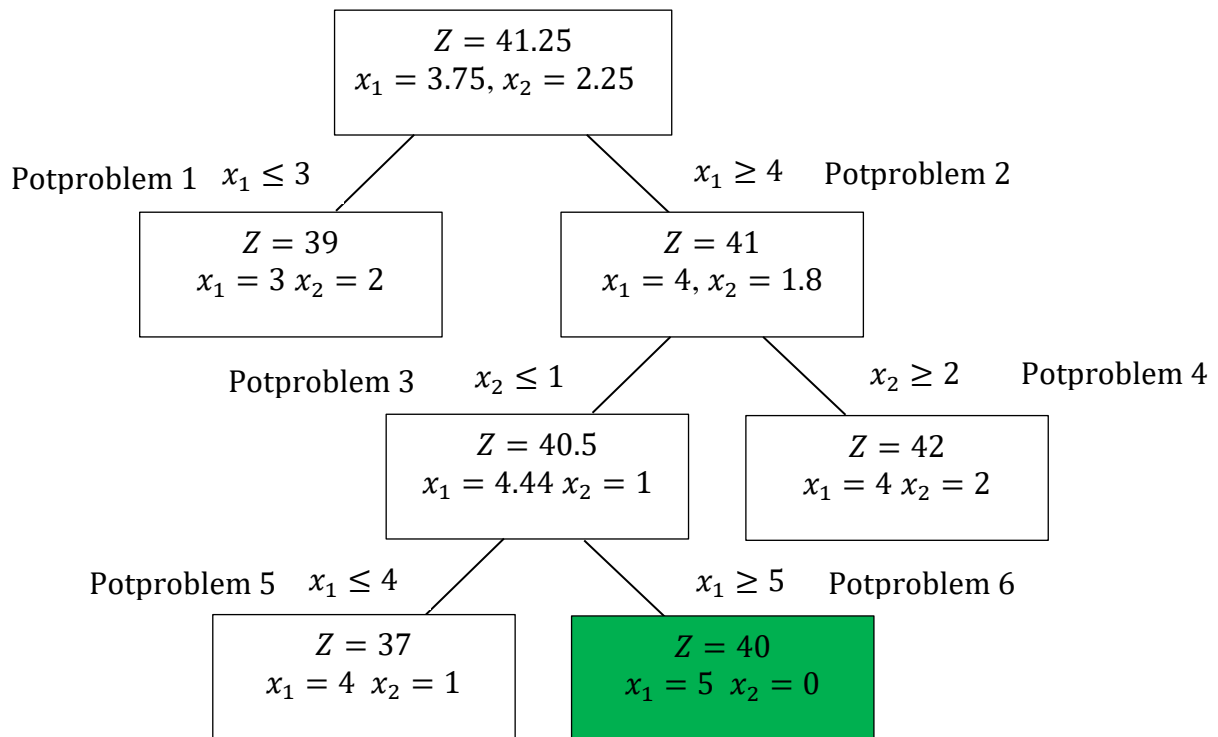 Z = 41.25
x₁ = 3.75, x₂ = 2.25
Potproblem 1 x₁ ≤ 3
x₁ ≥ 4 Potproblem 2
Z = 39
x₁ = 3 x₂ = 2
Z = 41
x₁ = 4, x₂ = 1.8
Potproblem 3 x₂ ≤ 1
x₂ ≥ 2 Potproblem 4
Z = 40.5
x₁ = 4.44 x₂ = 1
Z = 42
x₁ = 4 x₂ = 2
Potproblem 5 x₁ ≤ 4
x₁ ≥ 5 Potproblem 6
Z = 37
x₁ = 4 x₂ = 1
Z = 40
x₁ = 5 x₂ = 0